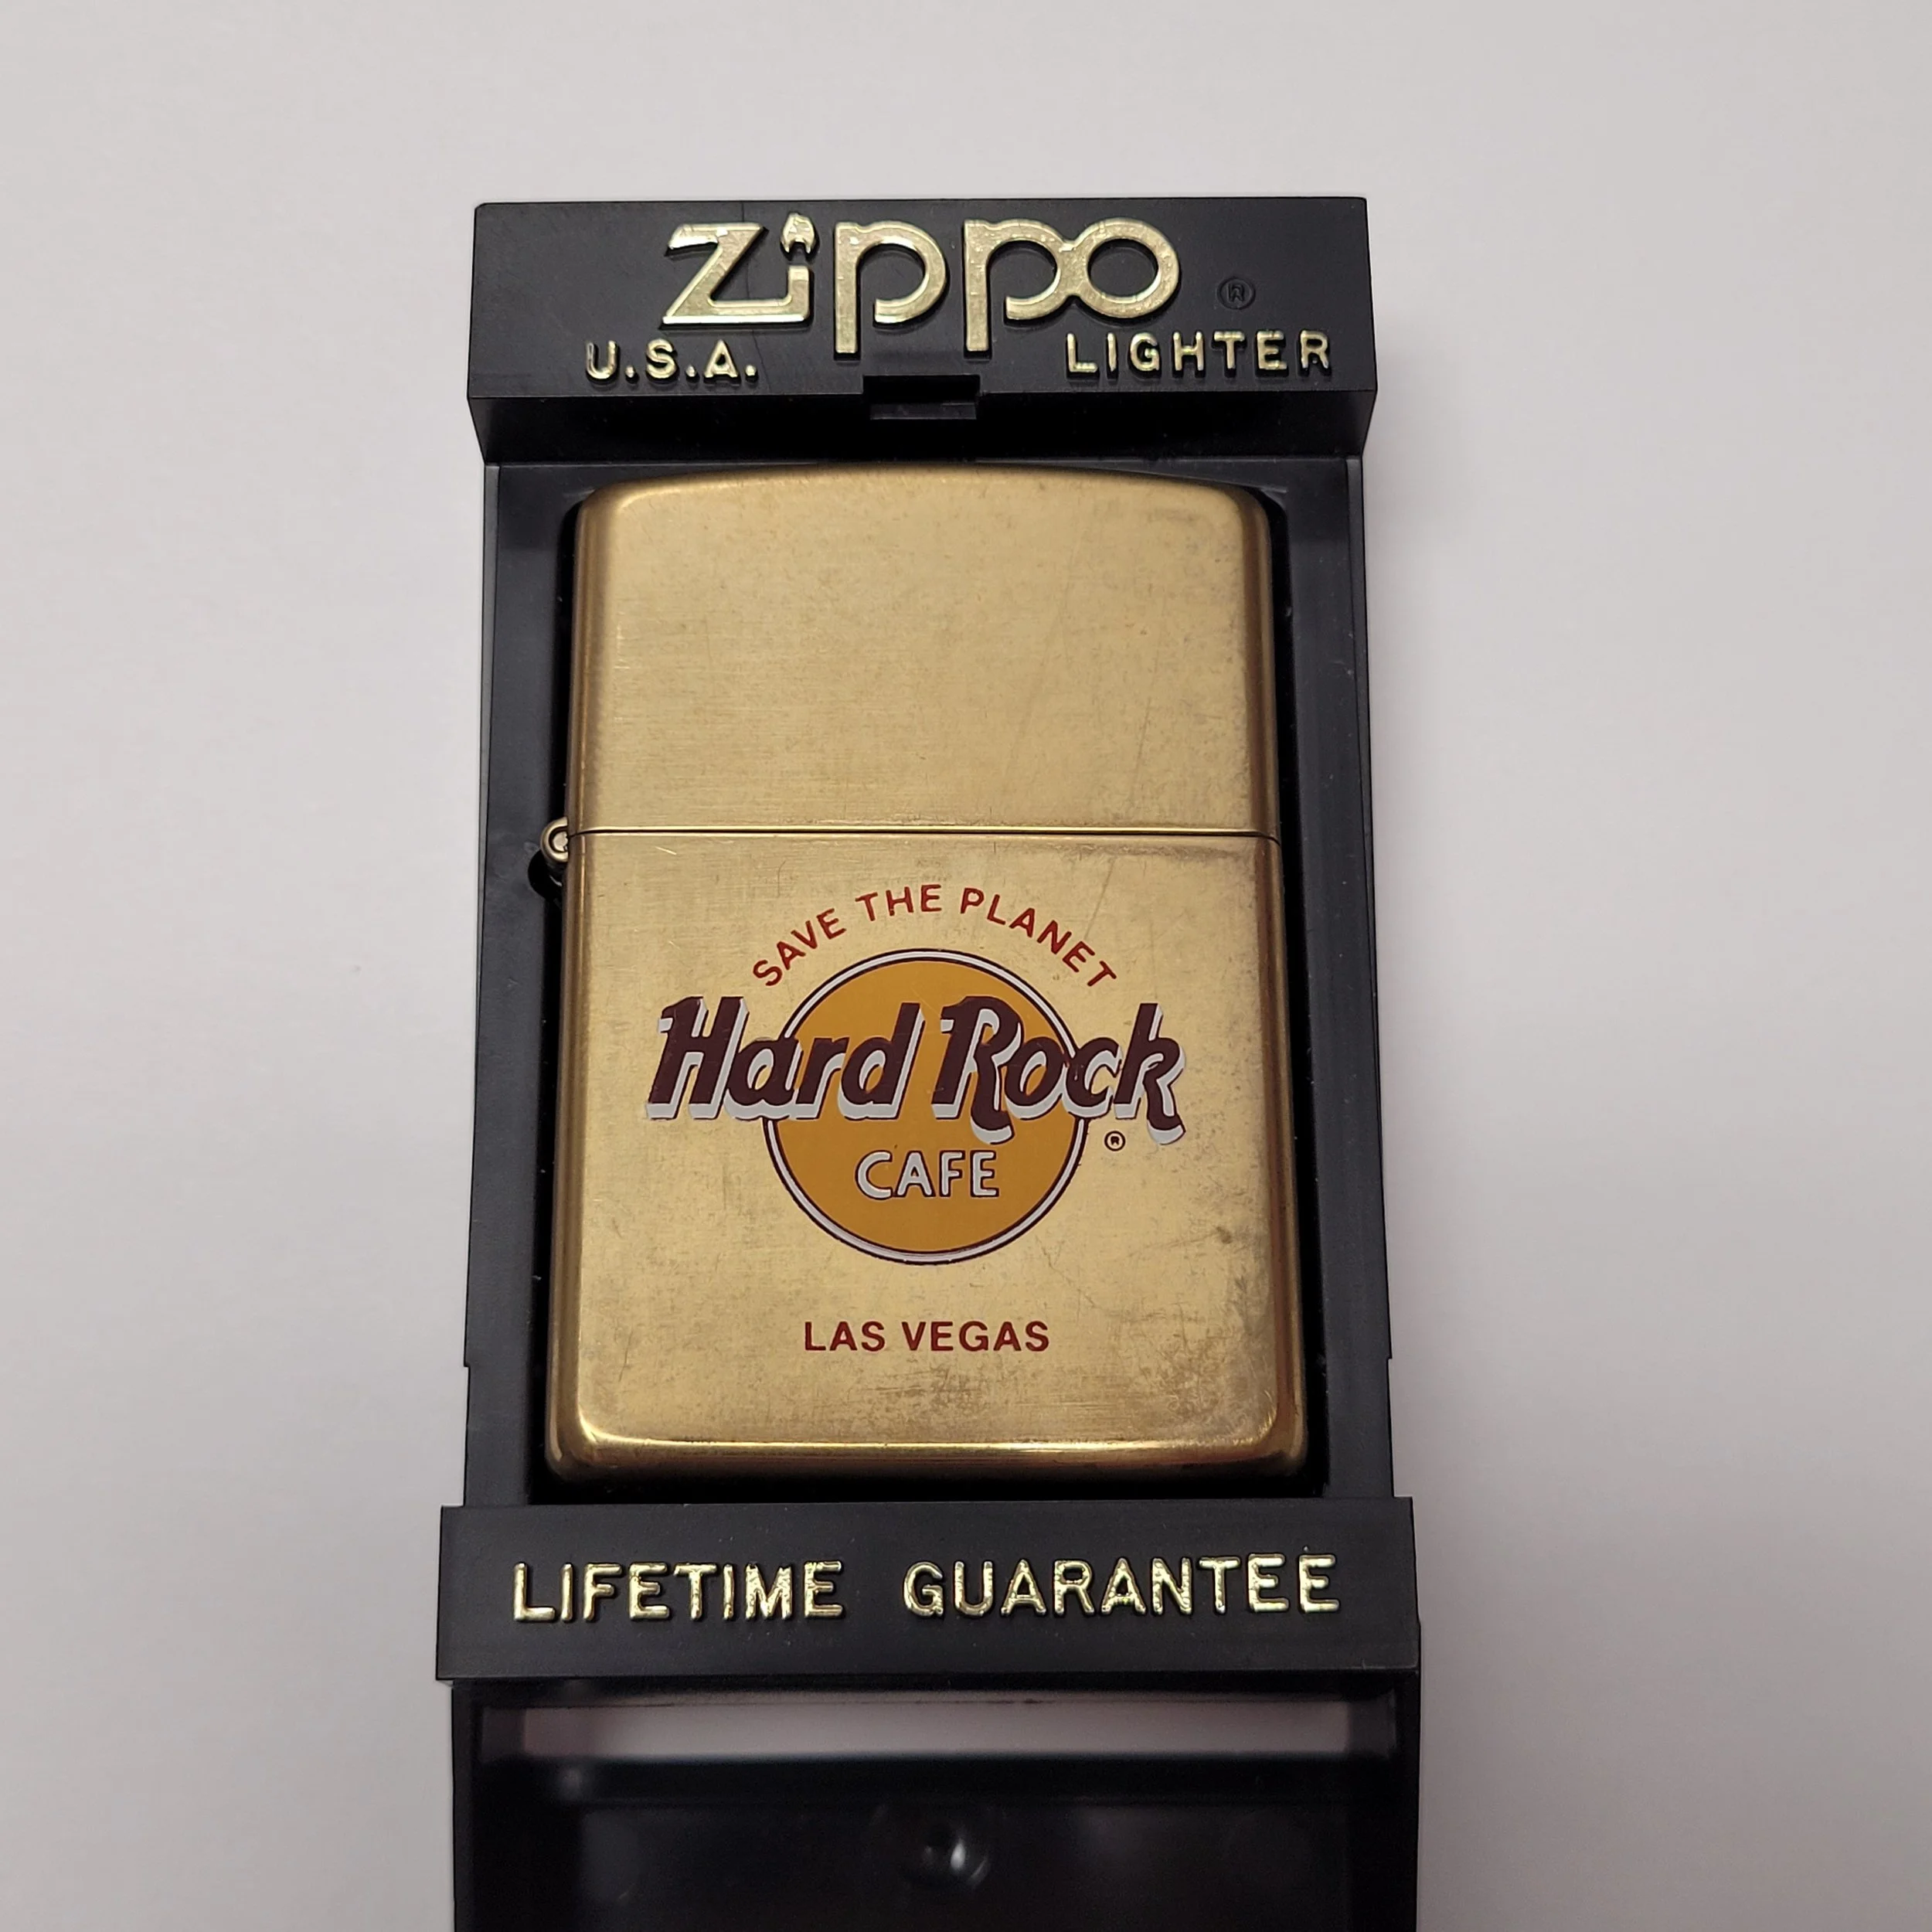 Zippo ®
U.S.A. LIGHTER
SAVE THE PLANET
Hard Rock
®
CAFE
LAS VEGAS
LIFETIME GUARANTEE